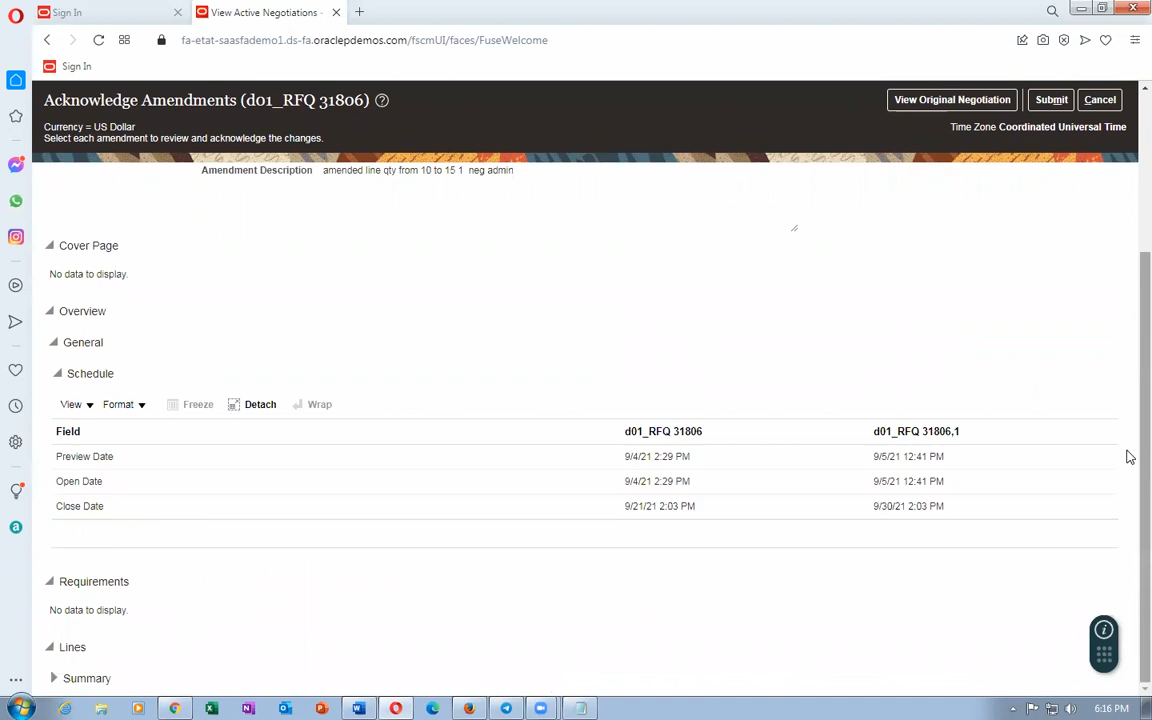 Sign In
View Active Negotiations -
fa-etat-saasfademo1.ds-fa.oraclepdemos.com/fscmUI/faces/FuseWelcome
Sign In
Acknowledge Amendments (d01_RFQ 31806)
View Original Negotiation
Submit
Cancel
Currency = US Dollar
Time Zone Coordinated Universal Time
Select each amendment to review and acknowledge the changes.
Amendment Description amended line qty from 10 to 15 1 neg admin
Cover Page
No data to display.
Overview
General
Schedule
View Format Freeze Detach Wrap
Field d01_RFQ 31806 d01_RFQ 31806,1
Preview Date 9/4/21 2:29 PM 9/5/21 12:41 PM
Open Date 9/4/21 2:29 PM 9/5/21 12:41 PM
Close Date 9/21/21 2:03 PM 9/30/21 2:03 PM
Requirements
No data to display.
Lines
Summary
6:16 PM